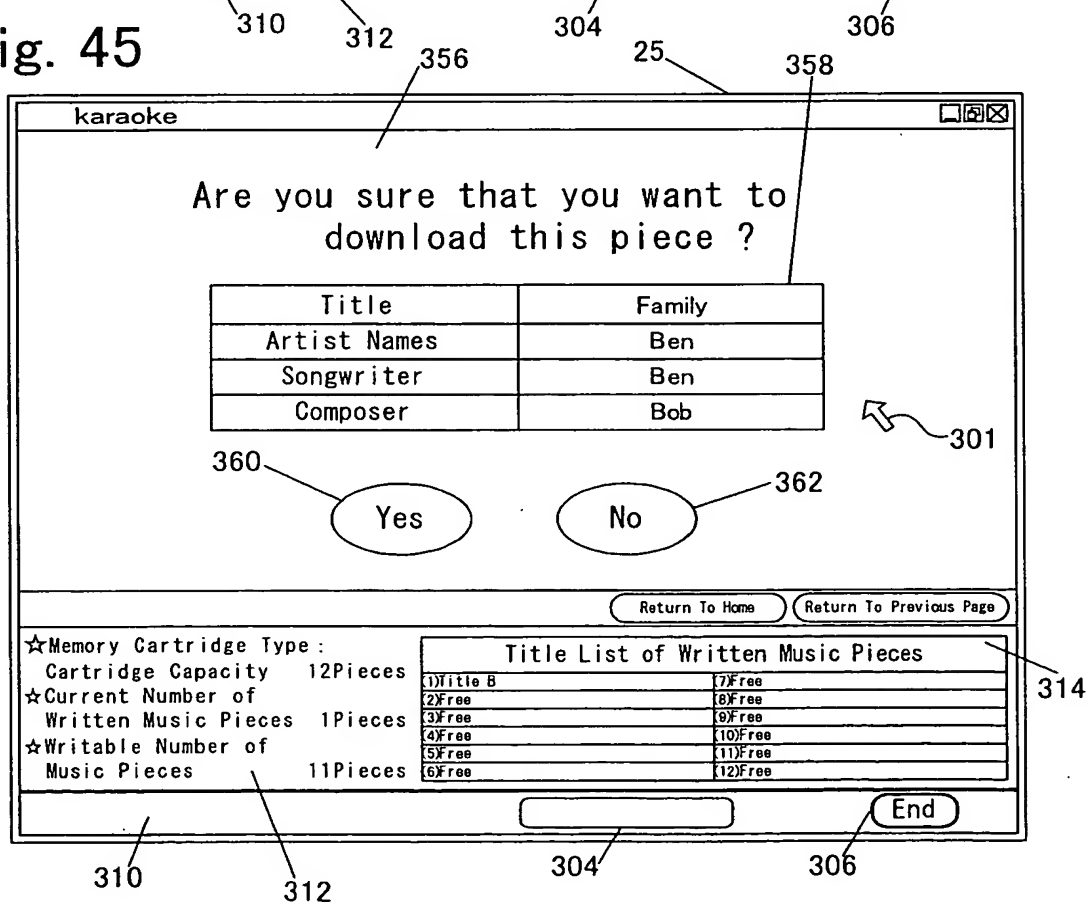 310 312 304 306
ig. 45
356 25 358
karaoke
Are you sure that you want to
download this piece ?
Title Family
Artist Names Ben
Songwriter Ben
Composer Bob
301
360 362
Yes No
Return To Home Return To Previous Page
☆Memory Cartridge Type :
Cartridge Capacity 12Pieces
☆Current Number of
Written Music Pieces 1Pieces
☆Writable Number of
Music Pieces 11Pieces
Title List of Written Music Pieces
(1)Title B (7)Free
(2)Free (8)Free
(3)Free (9)Free
(4)Free (10)Free
(5)Free (11)Free
(6)Free (12)Free
314
End
310 312 304 306